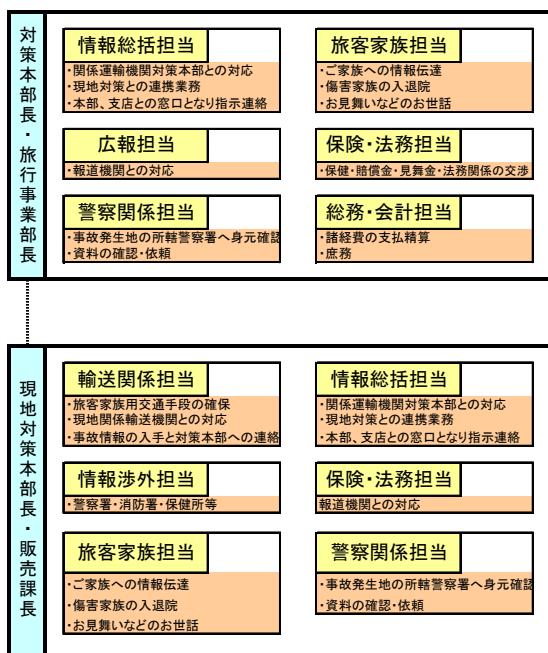 対策本部長・旅行事業部長
情報総括担当
・関係運輸機関対策本部との対応
・現地対策との連携業務
・本部、支店との窓口となり指示連絡
旅客家族担当
・ご家族への情報伝達
・傷害家族の入退院
・お見舞いなどのお世話
広報担当
・報道機関との対応
保険・法務担当
・保健・賠償金・見舞金・法務関係の交渉
警察関係担当
・事故発生地の所轄警察署へ身元確認
・資料の確認・依頼
総務・会計担当
・諸経費の支払精算
・庶務
現地対策本部長・販売課長
輸送関係担当
・旅客家族用交通手段の確保
・現地関係輸送機関との対応
・事故情報の入手と対策本部への連絡
情報総括担当
・関係運輸機関対策本部との対応
・現地対策との連携業務
・本部、支店との窓口となり指示連絡
情報渉外担当
・警察署・消防署・保健所等
保険・法務担当
報道機関との対応
旅客家族担当
・ご家族への情報伝達
・傷害家族の入退院
・お見舞いなどのお世話
警察関係担当
・事故発生地の所轄警察署へ身元確認
・資料の確認・依頼